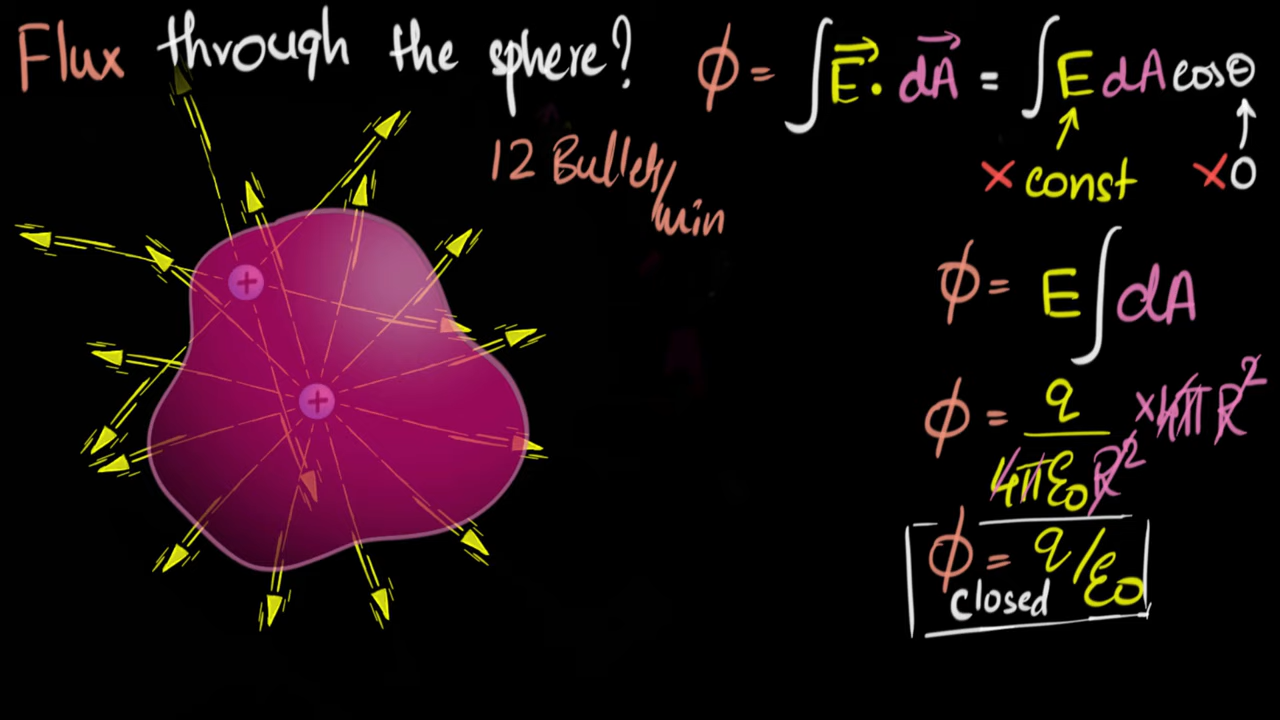 Flux through the sphere?
12 Bullets/min
ϕ = ∫ E⃗ · dA⃗ = ∫ E dA cosθ
× const
× 0
ϕ = E ∫ dA
ϕ = q / 4πε₀R² × 4πR²
ϕ closed = q/ε₀
+
+